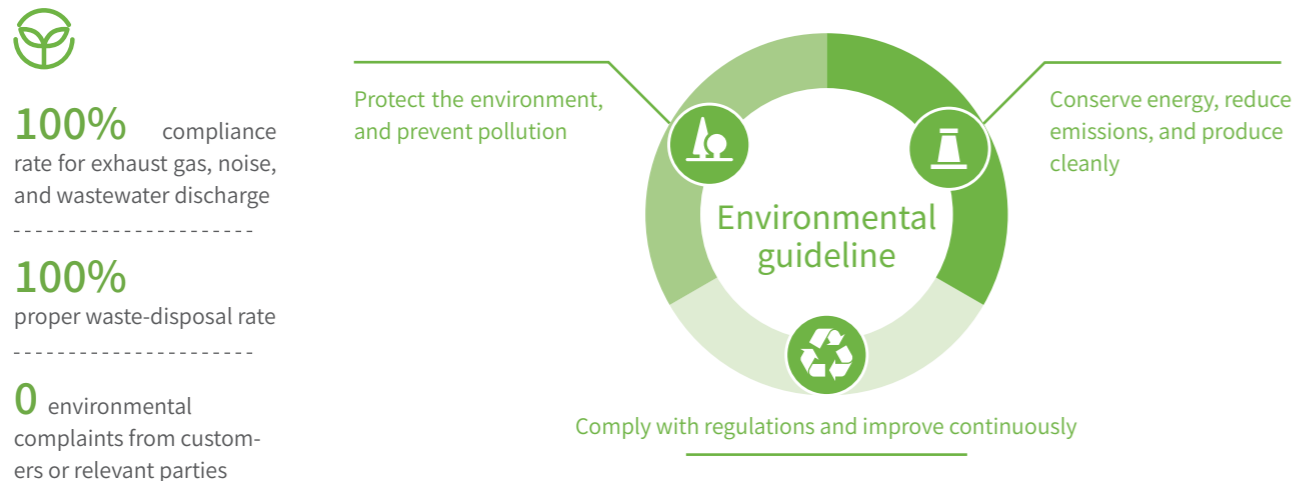 100% compliance
rate for exhaust gas, noise,
and wastewater discharge
100%
proper waste-disposal rate
0 environmental
complaints from custom-
ers or relevant parties
Protect the environment,
and prevent pollution
Environmental
guideline
Conserve energy, reduce
emissions, and produce
cleanly
Comply with regulations and improve continuously